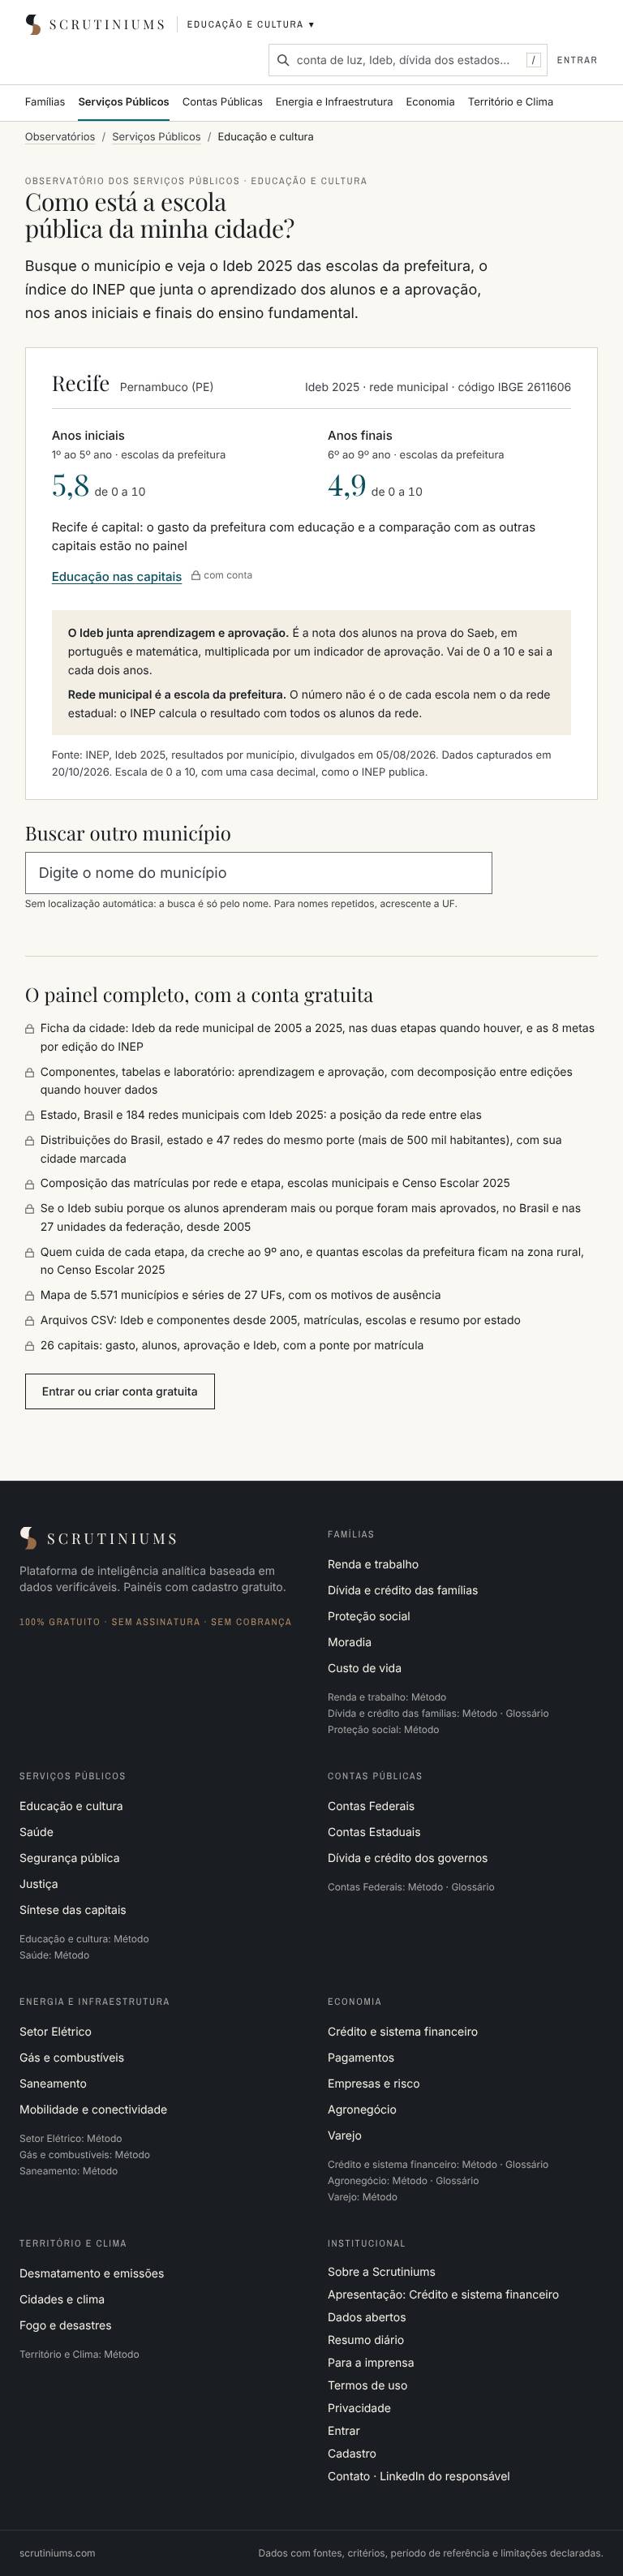 SCRUTINIUMS
EDUCAÇÃO E CULTURA ▾
conta de luz, Ideb, dívida dos estados...
/
ENTRAR
Famílias Serviços Públicos Contas Públicas Energia e Infraestrutura Economia Território e Clima
Observatórios / Serviços Públicos / Educação e cultura
OBSERVATÓRIO DOS SERVIÇOS PÚBLICOS · EDUCAÇÃO E CULTURA
Como está a escola
pública da minha cidade?
Busque o município e veja o Ideb 2025 das escolas da prefeitura, o
índice do INEP que junta o aprendizado dos alunos e a aprovação,
nos anos iniciais e finais do ensino fundamental.
Recife Pernambuco (PE)
Ideb 2025 · rede municipal · código IBGE 2611606
Anos iniciais
1º ao 5º ano · escolas da prefeitura
5,8 de 0 a 10
Anos finais
6º ao 9º ano · escolas da prefeitura
4,9 de 0 a 10
Recife é capital: o gasto da prefeitura com educação e a comparação com as outras
capitais estão no painel
Educação nas capitais com conta
O Ideb junta aprendizagem e aprovação. É a nota dos alunos na prova do Saeb, em
português e matemática, multiplicada por um indicador de aprovação. Vai de 0 a 10 e sai a
cada dois anos.
Rede municipal é a escola da prefeitura. O número não é o de cada escola nem o da rede
estadual: o INEP calcula o resultado com todos os alunos da rede.
Fonte: INEP, Ideb 2025, resultados por município, divulgados em 05/08/2026. Dados capturados em
20/10/2026. Escala de 0 a 10, com uma casa decimal, como o INEP publica.
Buscar outro município
Digite o nome do município
Sem localização automática: a busca é só pelo nome. Para nomes repetidos, acrescente a UF.
O painel completo, com a conta gratuita
Ficha da cidade: Ideb da rede municipal de 2005 a 2025, nas duas etapas quando houver, e as 8 metas
por edição do INEP
Componentes, tabelas e laboratório: aprendizagem e aprovação, com decomposição entre edições
quando houver dados
Estado, Brasil e 184 redes municipais com Ideb 2025: a posição da rede entre elas
Distribuições do Brasil, estado e 47 redes do mesmo porte (mais de 500 mil habitantes), com sua
cidade marcada
Composição das matrículas por rede e etapa, escolas municipais e Censo Escolar 2025
Se o Ideb subiu porque os alunos aprenderam mais ou porque foram mais aprovados, no Brasil e nas
27 unidades da federação, desde 2005
Quem cuida de cada etapa, da creche ao 9º ano, e quantas escolas da prefeitura ficam na zona rural,
no Censo Escolar 2025
Mapa de 5.571 municípios e séries de 27 UFs, com os motivos de ausência
Arquivos CSV: Ideb e componentes desde 2005, matrículas, escolas e resumo por estado
26 capitais: gasto, alunos, aprovação e Ideb, com a ponte por matrícula
Entrar ou criar conta gratuita
SCRUTINIUMS
Plataforma de inteligência analítica baseada em
dados verificáveis. Painéis com cadastro gratuito.
100% GRATUITO · SEM ASSINATURA · SEM COBRANÇA
FAMÍLIAS
Renda e trabalho
Dívida e crédito das famílias
Proteção social
Moradia
Custo de vida
Renda e trabalho: Método
Dívida e crédito das famílias: Método · Glossário
Proteção social: Método
SERVIÇOS PÚBLICOS
Educação e cultura
Saúde
Segurança pública
Justiça
Síntese das capitais
Educação e cultura: Método
Saúde: Método
CONTAS PÚBLICAS
Contas Federais
Contas Estaduais
Dívida e crédito dos governos
Contas Federais: Método · Glossário
ENERGIA E INFRAESTRUTURA
Setor Elétrico
Gás e combustíveis
Saneamento
Mobilidade e conectividade
Setor Elétrico: Método
Gás e combustíveis: Método
Saneamento: Método
ECONOMIA
Crédito e sistema financeiro
Pagamentos
Empresas e risco
Agronegócio
Varejo
Crédito e sistema financeiro: Método · Glossário
Agronegócio: Método · Glossário
Varejo: Método
TERRITÓRIO E CLIMA
Desmatamento e emissões
Cidades e clima
Fogo e desastres
Território e Clima: Método
INSTITUCIONAL
Sobre a Scrutiniums
Apresentação: Crédito e sistema financeiro
Dados abertos
Resumo diário
Para a imprensa
Termos de uso
Privacidade
Entrar
Cadastro
Contato · LinkedIn do responsável
scrutiniums.com
Dados com fontes, critérios, período de referência e limitações declaradas.